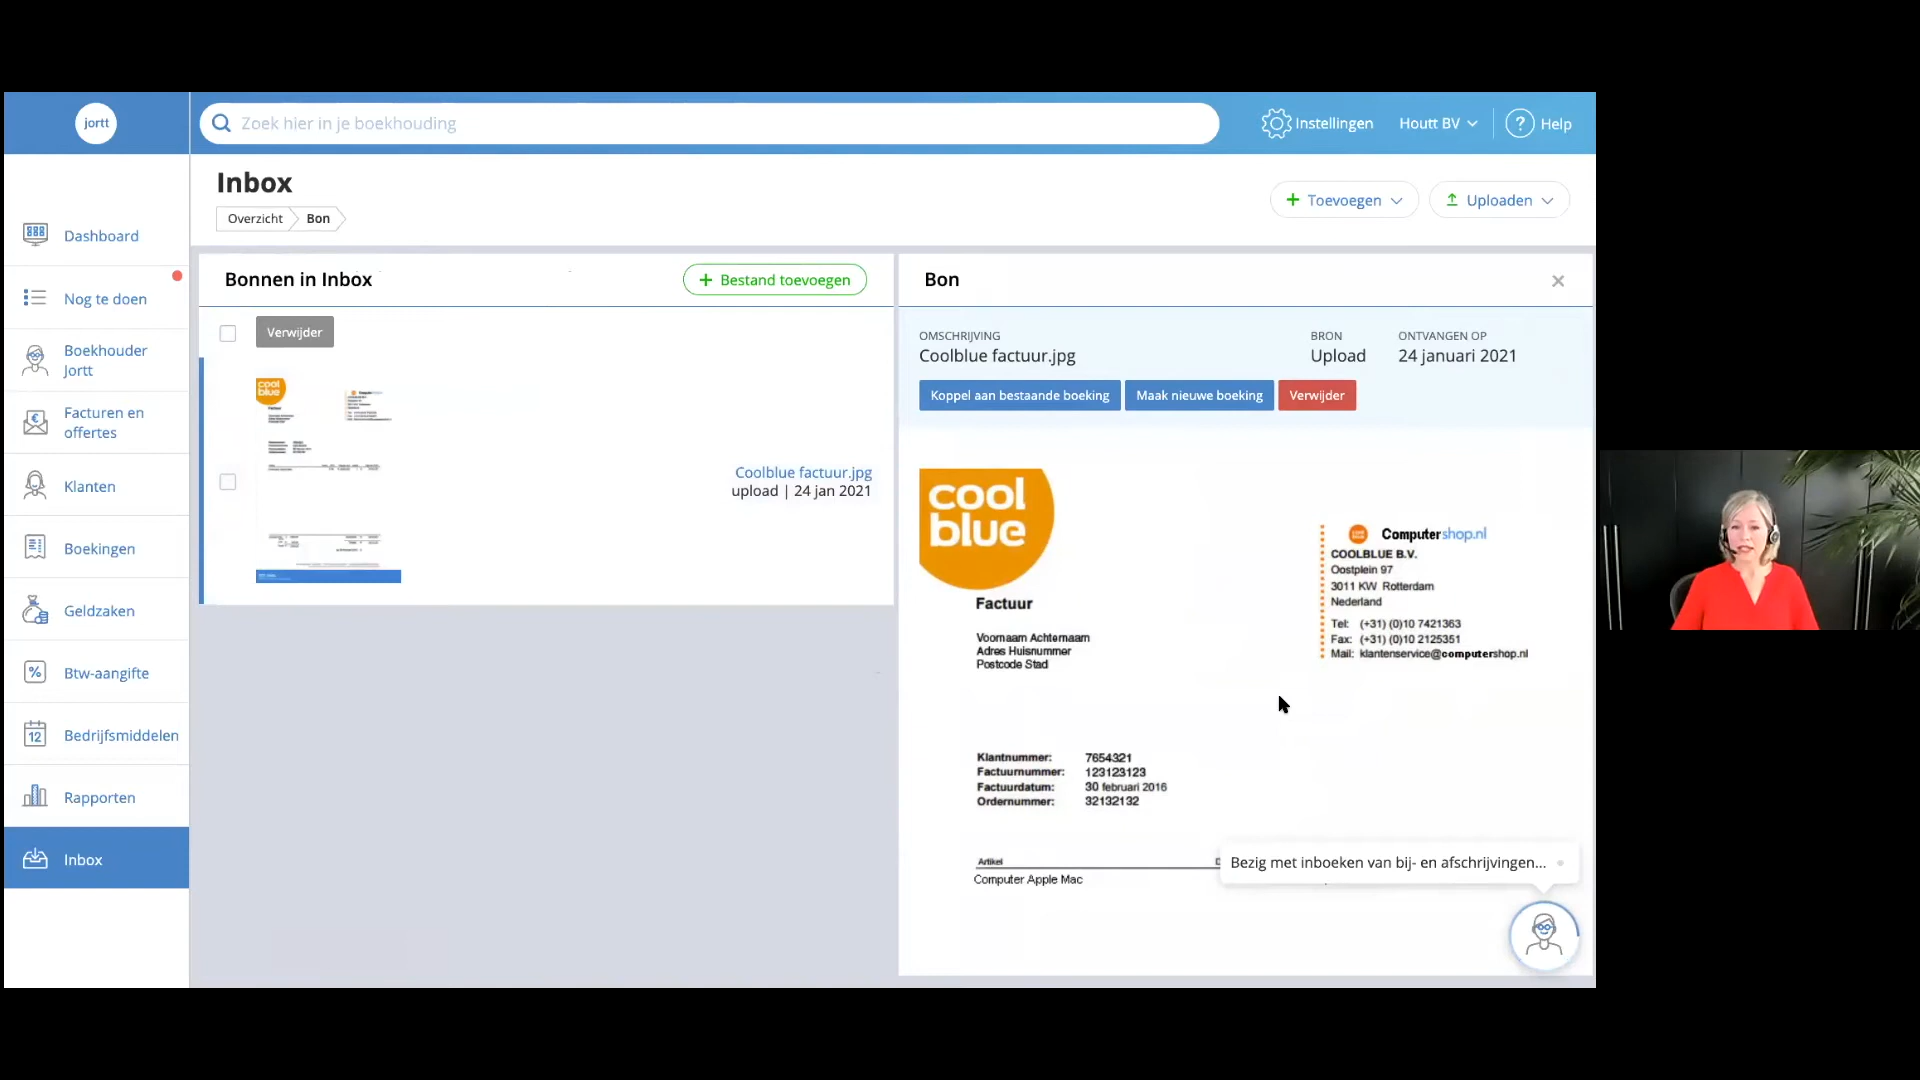 jortt
Zoek hier in je boekhouding
Instellingen
Houtt BV
? Help
Inbox
Overzicht
Bon
+ Toevoegen
Uploaden
Dashboard
Nog te doen
Boekhouder
Jortt
Facturen en
offertes
Klanten
Boekingen
Geldzaken
Btw-aangifte
Bedrijfsmiddelen
12
Rapporten
Inbox
Bonnen in Inbox
+ Bestand toevoegen
Verwijder
cool
blue
Coolblue factuur.jpg
upload | 24 jan 2021
Bon
OMSCHRIJVING
Coolblue factuur.jpg
BRON
Upload
ONTVANGEN OP
24 januari 2021
Koppel aan bestaande boeking
Maak nieuwe boeking
Verwijder
cool
blue
Computershop.nl
COOLBLUE B.V.
Oostplein 97
3011 KW Rotterdam
Nederland
Tel: (+31) (0)10 7421363
Fax: (+31) (0)10 2125351
Mail: klantenservice@computershop.nl
Factuur
Voornaam Achternaam
Adres Huisnummer
Postcode Stad
Klantnummer: 7654321
Factuurnummer: 123123123
Factuurdatum: 30 februari 2016
Ordernummer: 32132132
Artikel
Computer Apple Mac
Bezig met inboeken van bij- en afschrijvingen...